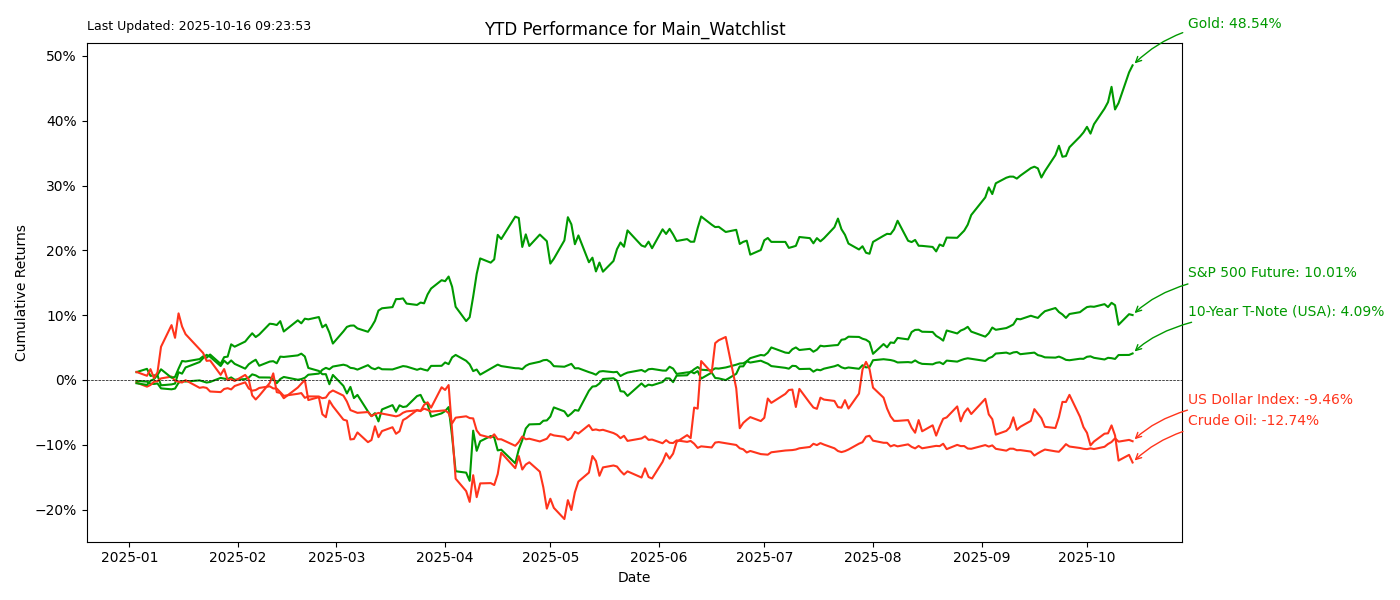 Last Updated: 2025-10-16 09:23:53
YTD Performance for Main_Watchlist
Gold: 48.54%
S&P 500 Future: 10.01%
10-Year T-Note (USA): 4.09%
US Dollar Index: -9.46%
Crude Oil: -12.74%
Cumulative Returns
50%
40%
30%
20%
10%
0%
−10%
−20%
2025-01 2025-02 2025-03 2025-04 2025-05 2025-06 2025-07 2025-08 2025-09 2025-10
Date